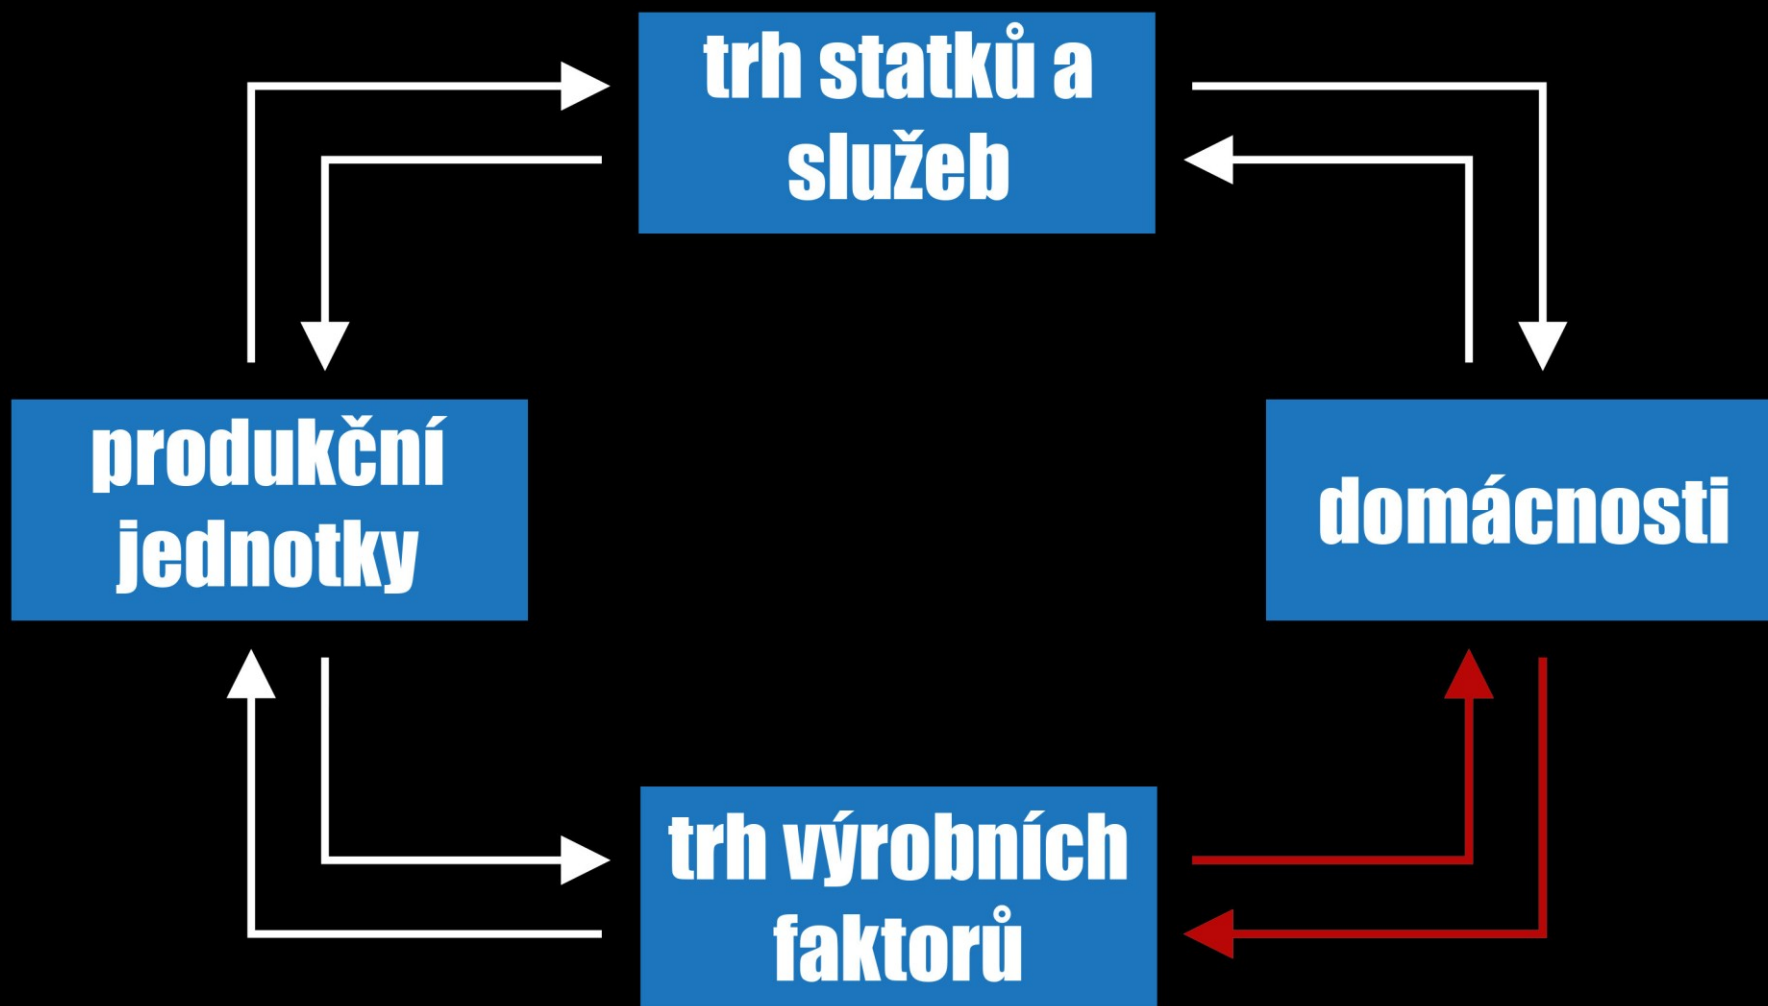 trh statků a
služeb
produkční
jednotky
domácnosti
trh výrobních
faktorů